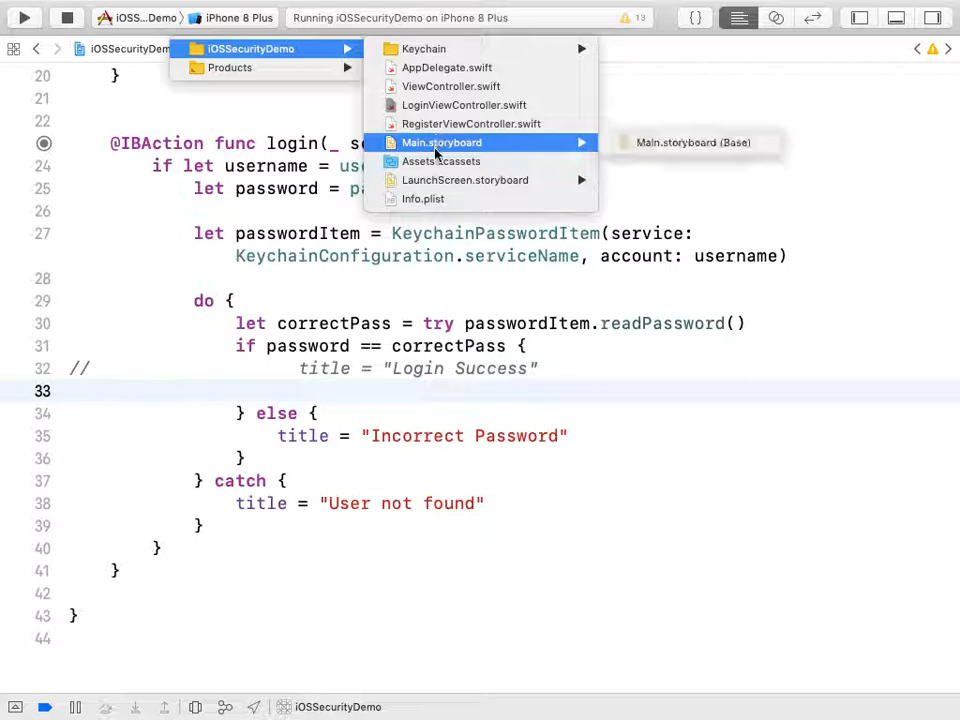 iOSS...Demo iPhone 8 Plus Running iOSSecurityDemo on iPhone 8 Plus 13
iOSSecurityDem
iOSSecurityDemo
Products
Keychain
AppDelegate.swift
ViewController.swift
LoginViewController.swift
RegisterViewController.swift
Main.storyboard
Assets.xcassets
LaunchScreen.storyboard
Info.plist
Main.storyboard (Base)
20 }
21
22
@IBAction func login(_ s
24 if let username = us
25 let password = pa
26
27 let passwordItem = KeychainPasswordItem(service:
KeychainConfiguration.serviceName, account: username)
28
29 do {
30 let correctPass = try passwordItem.readPassword()
31 if password == correctPass {
32 // title = "Login Success"
33
34 } else {
35 title = "Incorrect Password"
36 }
37 } catch {
38 title = "User not found"
39 }
40 }
41 }
42
43 }
44
iOSSecurityDemo